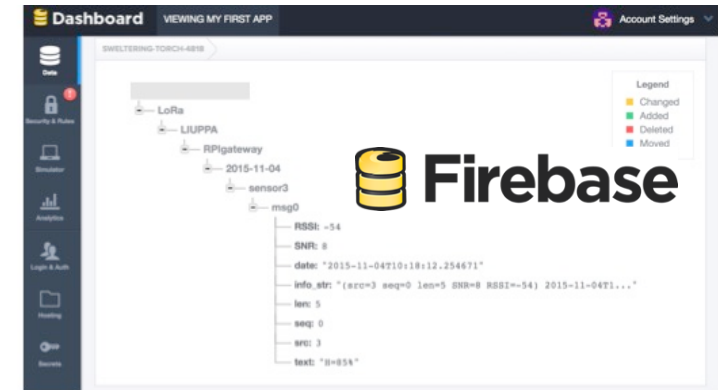 Dashboard
VIEWING MY FIRST APP
Account Settings
SWELTERING-TORCH-4818
Data
Security & Rules
Simulator
Analytics
Login & Auth
Hosting
Secrets
Legend
Changed
Added
Deleted
Moved
LoRa
LIUPPA
RPIgateway
2015-11-04
sensor3
msg0
RSSI: -54
SNR: 8
date: "2015-11-04T10:18:12.254671"
info_str: "(src=3 seq=0 len=5 SNR=8 RSSI=-54) 2015-11-04T1..."
len: 5
seq: 0
src: 3
text: "H=85%"
Firebase